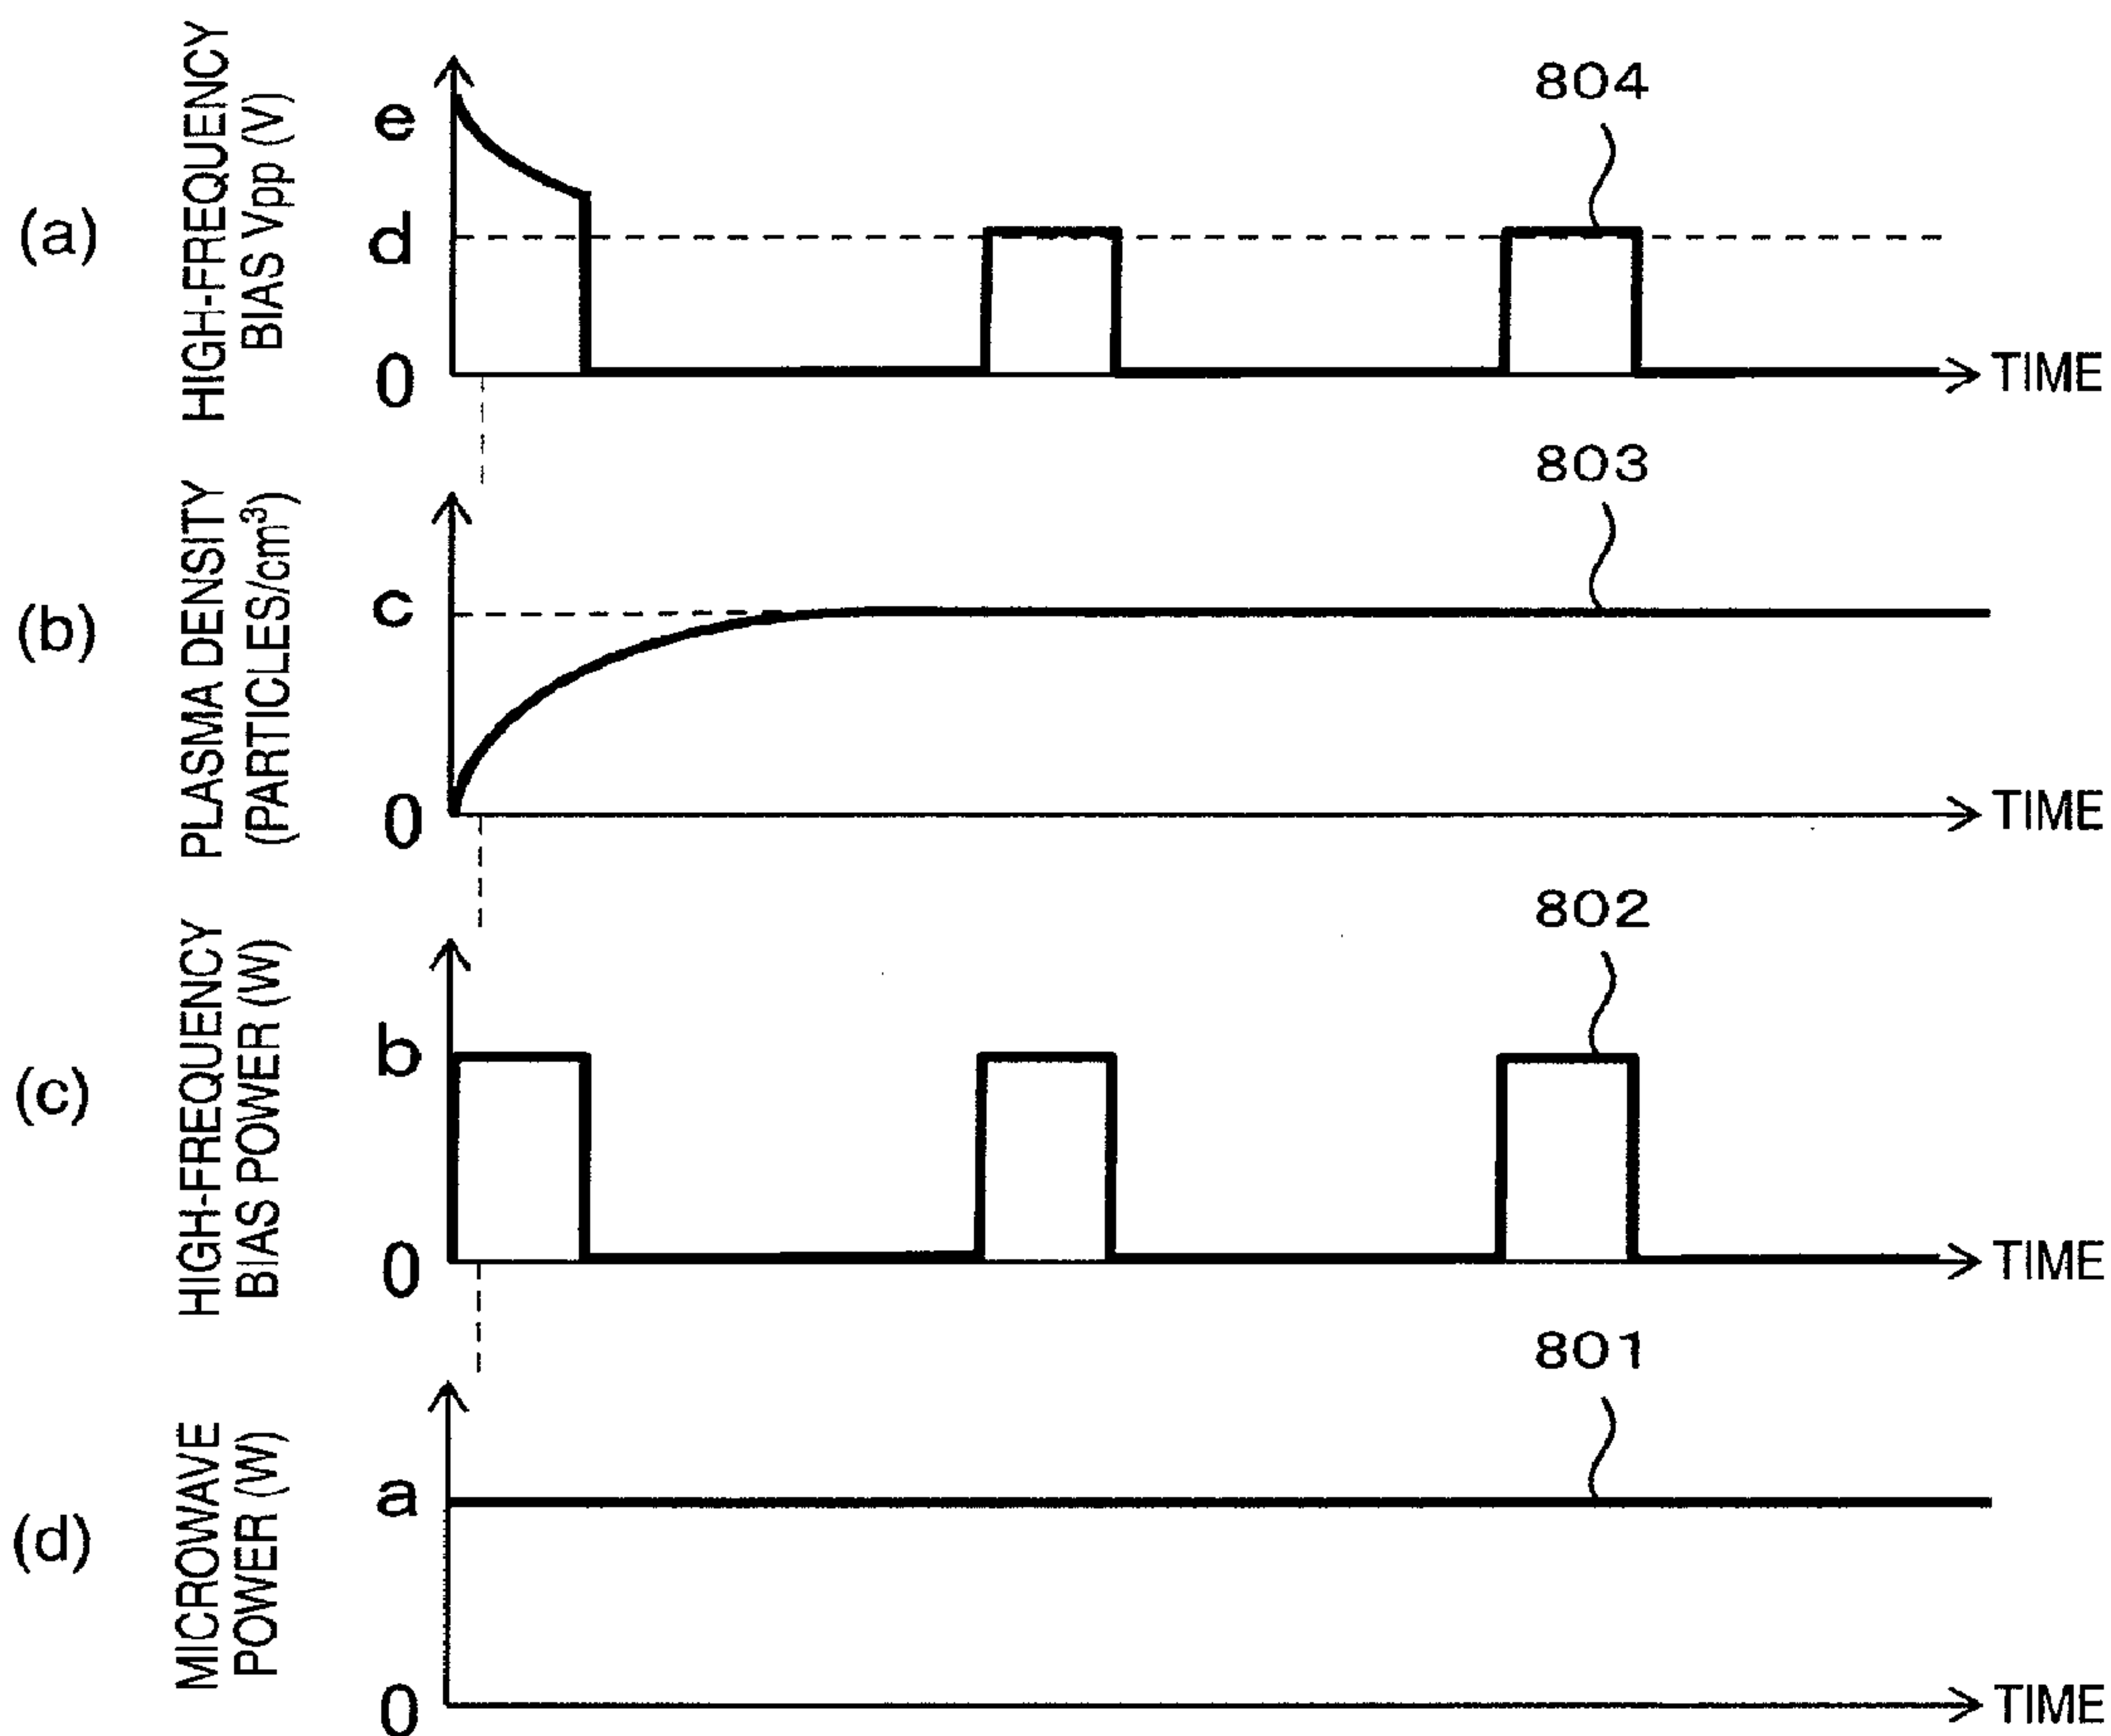 (a)
HIGH-FREQUENCY
BIAS Vpp (V)
e
d
0
804
TIME
(b)
PLASMA DENSITY
(PARTICLES/cm³)
c
0
803
TIME
(c)
HIGH-FREQUENCY
BIAS POWER (W)
b
0
802
TIME
(d)
MICROWAVE
POWER (W)
a
0
801
TIME